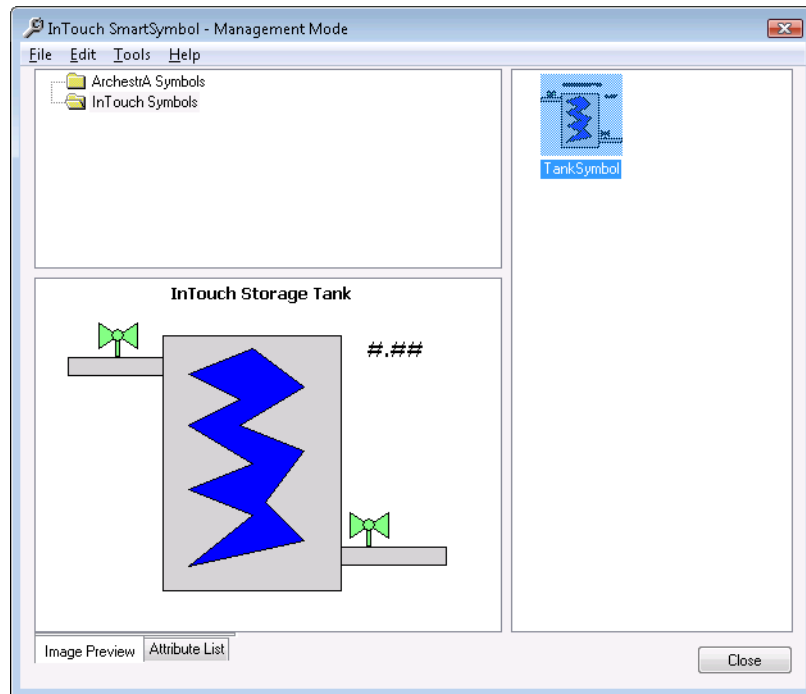 InTouch SmartSymbol - Management Mode
File Edit Tools Help
ArchestrA Symbols
InTouch Symbols
TankSymbol
InTouch Storage Tank
#.##
Image Preview Attribute List
Close